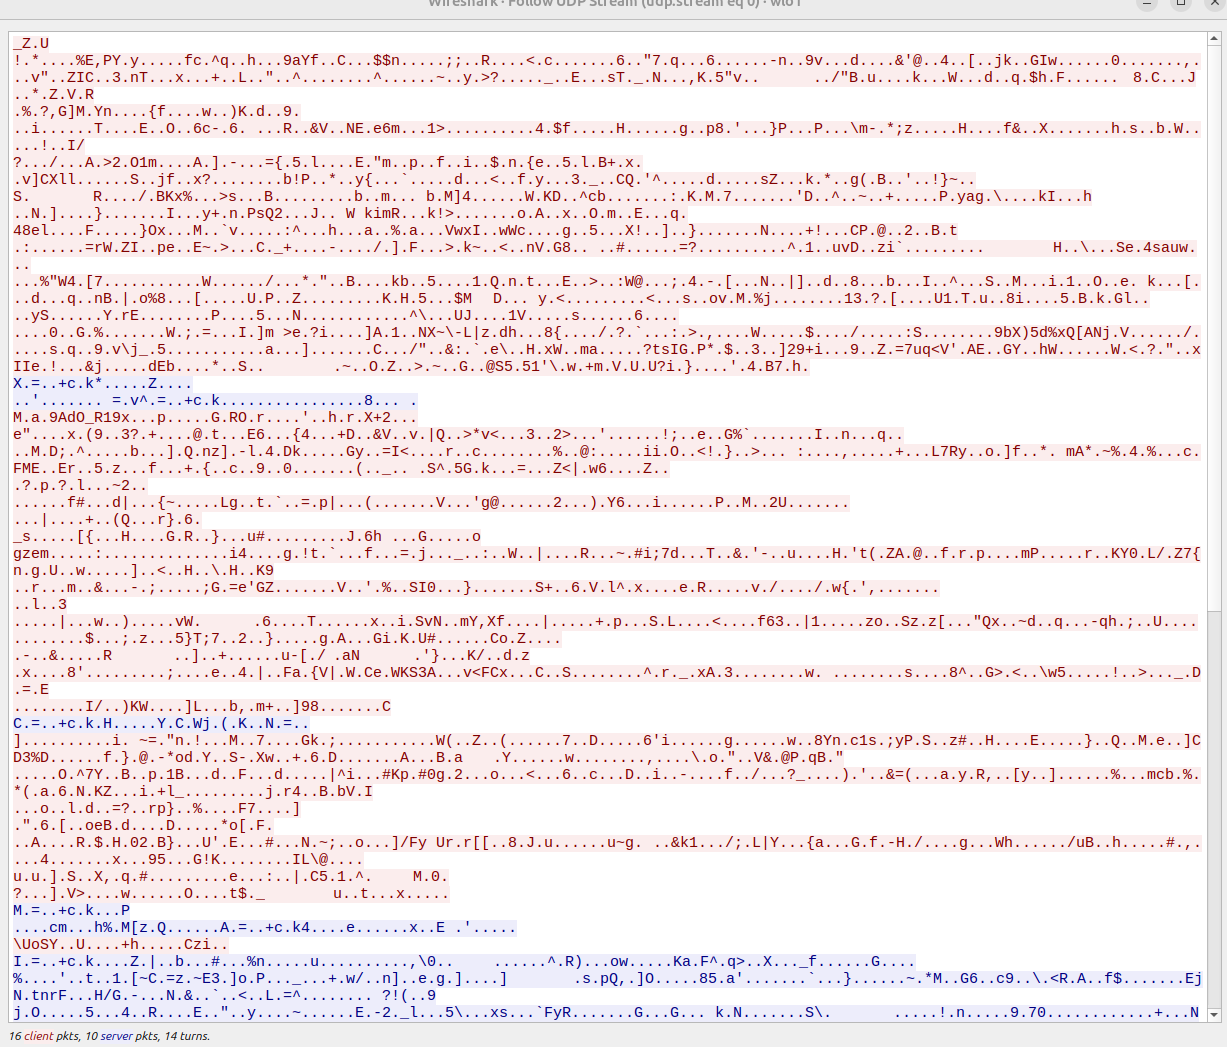 Wireshark · Follow UDP Stream (udp.stream eq 0) · wlo1
_Z.U
!.*....%E,PY.y.....fc.^q..h...9aYf..C...$$n.....;;..R....<.c.......6.."7.q...6......-n..9v...d....&'@..4..[..jk..GIw......0.......,.
..v"..ZIC..3.nT...x...+..L.."..^........^......~..y.>?....._..E...sT._.N...,K.5"v.. ../"B.u....k...W...d..q.$h.F...... 8.C...J
..*.Z.V.R
.%.?,G]M.Yn....{f....w..)K.d..9.
..i......T....E..O..6c-.6. ...R..&V..NE.e6m...1>..........4.$f.....H......g..p8.'...}P...P...\m-.*;z.....H....f&..X.......h.s..b.W..
....!..I/
?.../...A.>2.O1m....A.].-...={.5.l....E."m..p..f..i..$.n.{e..5.l.B+.x.
.v]CXll......S..jf..x?........b!P..*..y{...`.....d...<..f.y...3._..CQ.'^.....d.....sZ...k.*..g(.B..'..!}~..
S. R..../.BKx%...>s...B.........b..m... b.M]4......W.KD..^cb.......:.K.M.7.......'D..^..~..+.....P.yag.\....kI...h
..N.]....}.......I...y+.n.PsQ2...J.. W kimR...k!>.......o.A..x..O.m..E...q.
48el....F.....}Ox...M..`v.....:^...h...a..%.a...VwxI..wWc....g..5...X!..]..}.......N....+!...CP.@..2..B.t
.:......=rW.ZI..pe..E~.>...C._+....-..../.].F...>.k~..<..nV.G8.. ..#......=?..........^.1..uvD..zi`......... H..\...Se.4sauw.
..
...%"W4.[7...........W....../...*."..B....kb..5....1.Q.n.t...E..>..:W@...;.4.-.[...N..|]..d..8...b...I..^...S..M...i.1..O..e. k...[.
..d...q..nB.|.o%8...[.....U.P..Z.........K.H.5...$M D... y.<.........<...s..ov.M.%j........13.?.[....U1.T.u..8i....5.B.k.Gl..
..yS......Y.rE........P....5...N............^\...UJ....1V.....s......6....
....0..G.%.......W.;.=...I.]m >e.?i....]A.1..NX~\-L|z.dh...8{..../.?.`...:.>.,.....W.....$..../.....:S........9bX)5d%xQ[ANj.V....../.
....s.q..9.v\j_.5...........a...].......C.../"..&:.`.e\..H.xW..ma.....?tsIG.P*.$..3..]29+i...9..Z.=7uq<V'.AE..GY..hW......W.<.?."..x
IIe.!...&j.....dEb....*..S.. .~..O.Z..>.~..G..@S5.51'\.w.+m.V.U.U?i.}....'.4.B7.h.
X.=..+c.k*.....Z....
..'....... =.v^.=..+c.k................8... .
M.a.9AdO_R19x...p.....G.RO.r....'..h.r.X+2...
e"....x.(9..3?.+....@.t...E6...{4...+D..&V..v.|Q..>*v<...3..2>...'......!;..e..G%`.......I..n...q..
..M.D;.^.....b...].Q.nz].-l.4.Dk.....Gy..=I<....r..c........%..@:.....ii.O..<!.}..>... :....,.....+...L7Ry..o.]f..*. mA*.~%.4.%...c.
FME..Er..5.z...f...+.{..c..9..0.......(.._.. .S^.5G.k...=...Z<|.w6....Z..
.?.p.?.l...~2..
......f#...d|...{~.....Lg..t.`..=.p|...(.......V...'g@......2...).Y6...i......P..M..2U.......
...|....+..(Q...r}.6.
_s.....[{...H....G.R..}...u#.........J.6h ...G.....o
gzem.....:..............i4....g.!t.`...f...=.j..._..:..W..|....R...~.#i;7d...T..&.'-..u....H.'t(.ZA.@..f.r.p....mP.....r..KY0.L/.Z7{
n.g.U..w.....]..<..H..\.H..K9
..r...m..&...-.;.....;G.=e'GZ.......V..'.%..SI0...}.......S+..6.V.l^.x....e.R.....v./..../.w{.',.......
..l..3
.....|...w..).....vW. .6....T......x..i.SvN..mY,Xf....|.....+.p...S.L....<....f63..|1.....zo..Sz.z[..."Qx..~d..q...-qh.;..U....
........$...;.z...5}T;7..2..}.....g.A...Gi.K.U#......Co.Z....
.-..&.....R ..]..+......u-[./ .aN .'}...K/..d.z
.x....8'.........;....e..4.|..Fa.{V|.W.Ce.WKS3A...v<FCx...C..S........^.r._.xA.3........w. ........s....8^..G>.<..\w5.....!..>..._.D
.=.E
........I/..)KW....]L...b,.m+..]98.......C
C.=..+c.k.H.....Y.C.Wj.(.K..N.=..
]..........i. ~=."n.!...M..7....Gk.;...........W(..Z..(......7..D.....6'i......g......w..8Yn.c1s.;yP.S..z#..H....E.....}..Q..M.e..]C
D3%D......f.}.@.-*od.Y..S-.Xw..+.6.D.......A...B.a .Y......w........,....\.o."..V&.@P.qB."
.....O.^7Y..B..p.1B...d..F...d.....|^i...#Kp.#0g.2...o...<...6..c...D..i..-....f../...?_....).'..&=(...a.y.R,..[y..]......%...mcb.%.
*(.a.6.N.KZ...i.+l_.........j.r4..B.bV.I
...o..l.d..=?..rp}..%....F7....]
.".6.[..oeB.d....D.....*o[.F.
..A....R.$.H.02.B}...U'.E...#...N.~;..o...]/Fy Ur.r[[..8.J.u......u~g. ..&k1.../;.L|Y...{a...G.f.-H./....g...Wh....../uB..h.....#.,.
...4.......x...95...G!K........IL\@....
u.u.].S..X,.q.#.........e...:..|.C5.1.^. M.0.
?...].V>....w......O....t$._ u..t...x.....
M.=..+c.k...P
....cm...h%.M[z.Q......A.=..+c.k4....e......x..E .'.....
\UoSY..U....+h.....Czi..
I.=..+c.k....Z.|..b...#...%n.....u..........,\0.. ......^.R)...ow.....Ka.F^.q>..X..._f......G....
%....'..t..1.[~C.=z.~E3.]o.P..._...+.w/..n]..e.g.]....] .s.pQ,.]O.....85.a'.......`...}......~.*M..G6..c9..\.<R.A..f$.......Ej
N.tnrF...H/G.-...N.&..`..<..L.=^........ ?!(..9
j.O.....5...4..R....E.."..y....~......E.-2._l...5\...xs...`FyR.......G...G... k.N.......S\. .....!.n.....9.70............+...N
16 client pkts, 10 server pkts, 14 turns.